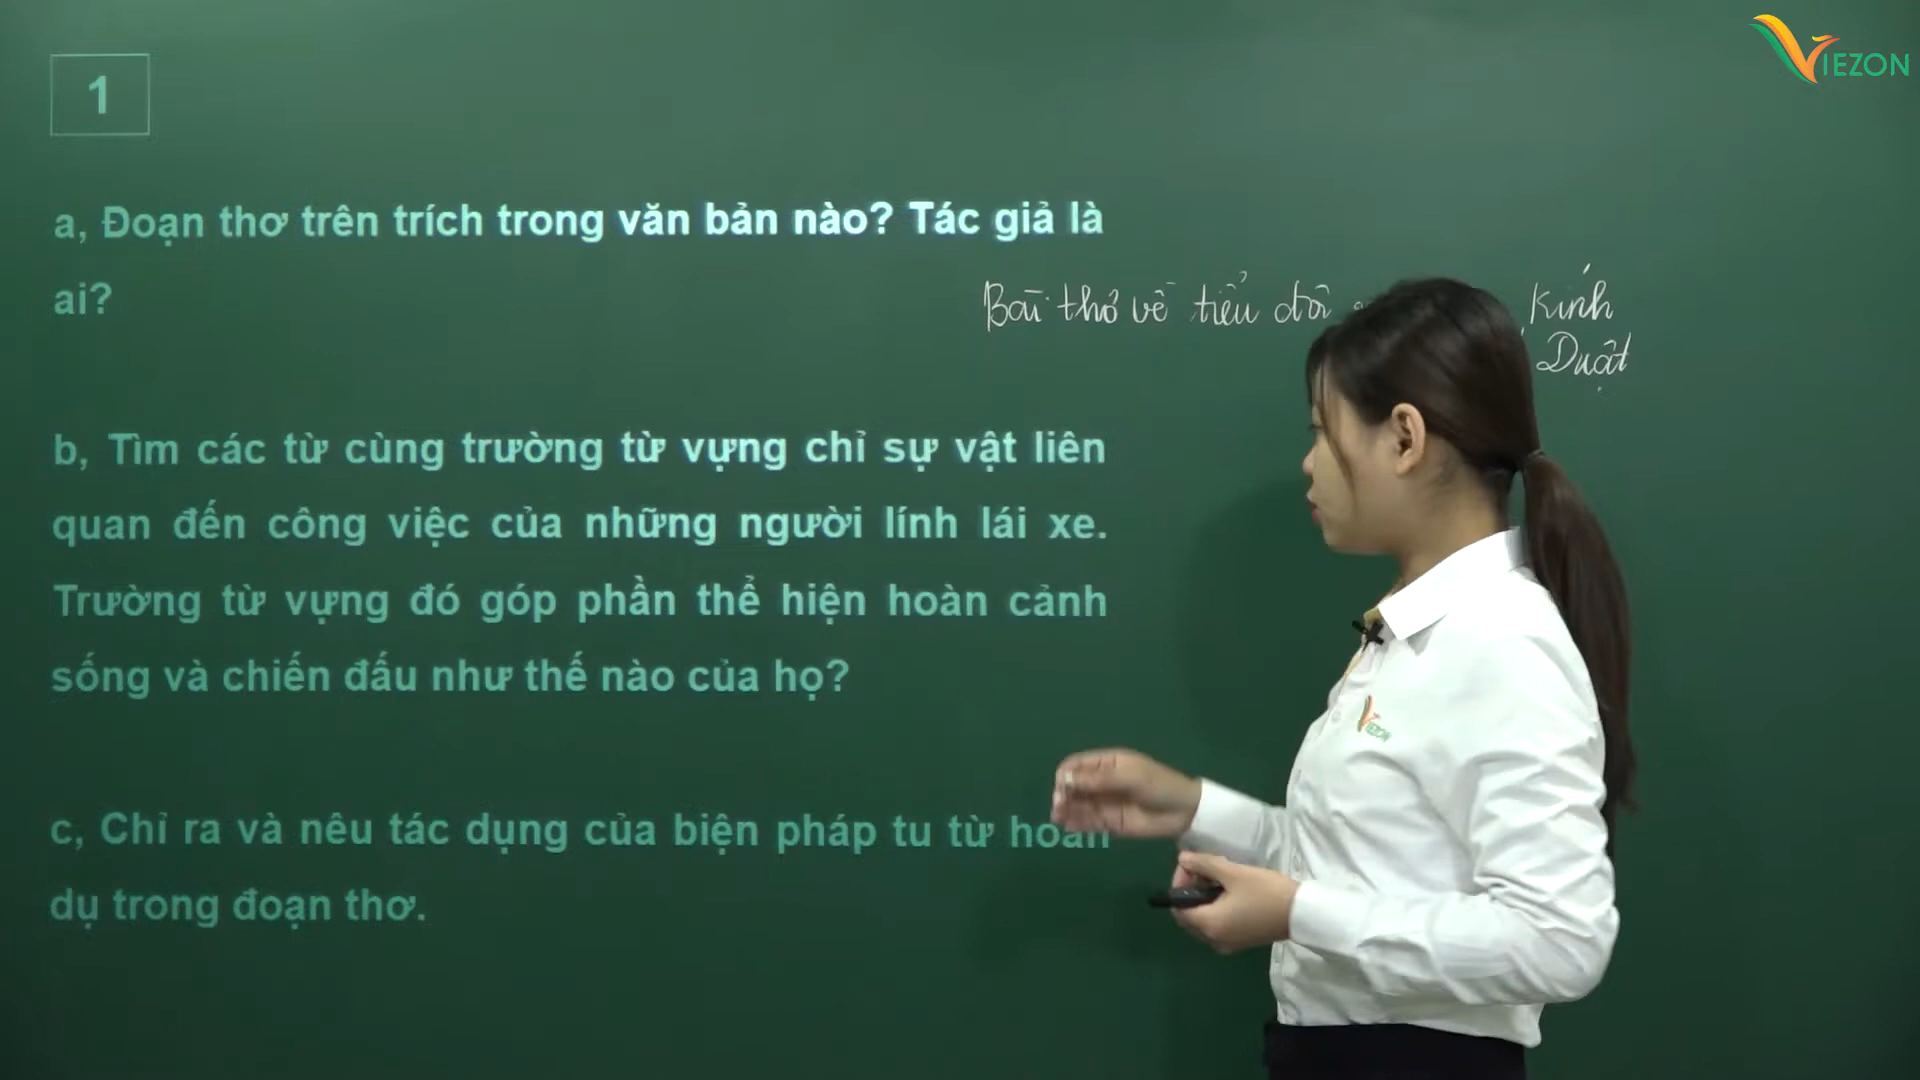 VIEZON
1
a, Đoạn thơ trên trích trong văn bản nào? Tác giả là
ai?
Bài thơ về tiểu đội
Kính
Duật
b, Tìm các từ cùng trường từ vựng chỉ sự vật liên
quan đến công việc của những người lính lái xe.
Trường từ vựng đó góp phần thể hiện hoàn cảnh
sống và chiến đấu như thế nào của họ?
VIEZON
c, Chỉ ra và nêu tác dụng của biện pháp tu từ hoán
dụ trong đoạn thơ.